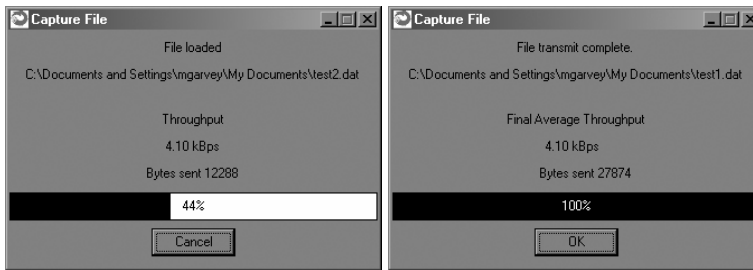 Capture File
File loaded
C:\Documents and Settings\mgarvey\My Documents\test2.dat
Throughput
4.10 kBps
Bytes sent 12288
44%
Cancel
Capture File
File transmit complete.
C:\Documents and Settings\mgarvey\My Documents\test1.dat
Final Average Throughput
4.10 kBps
Bytes sent 27874
100%
OK